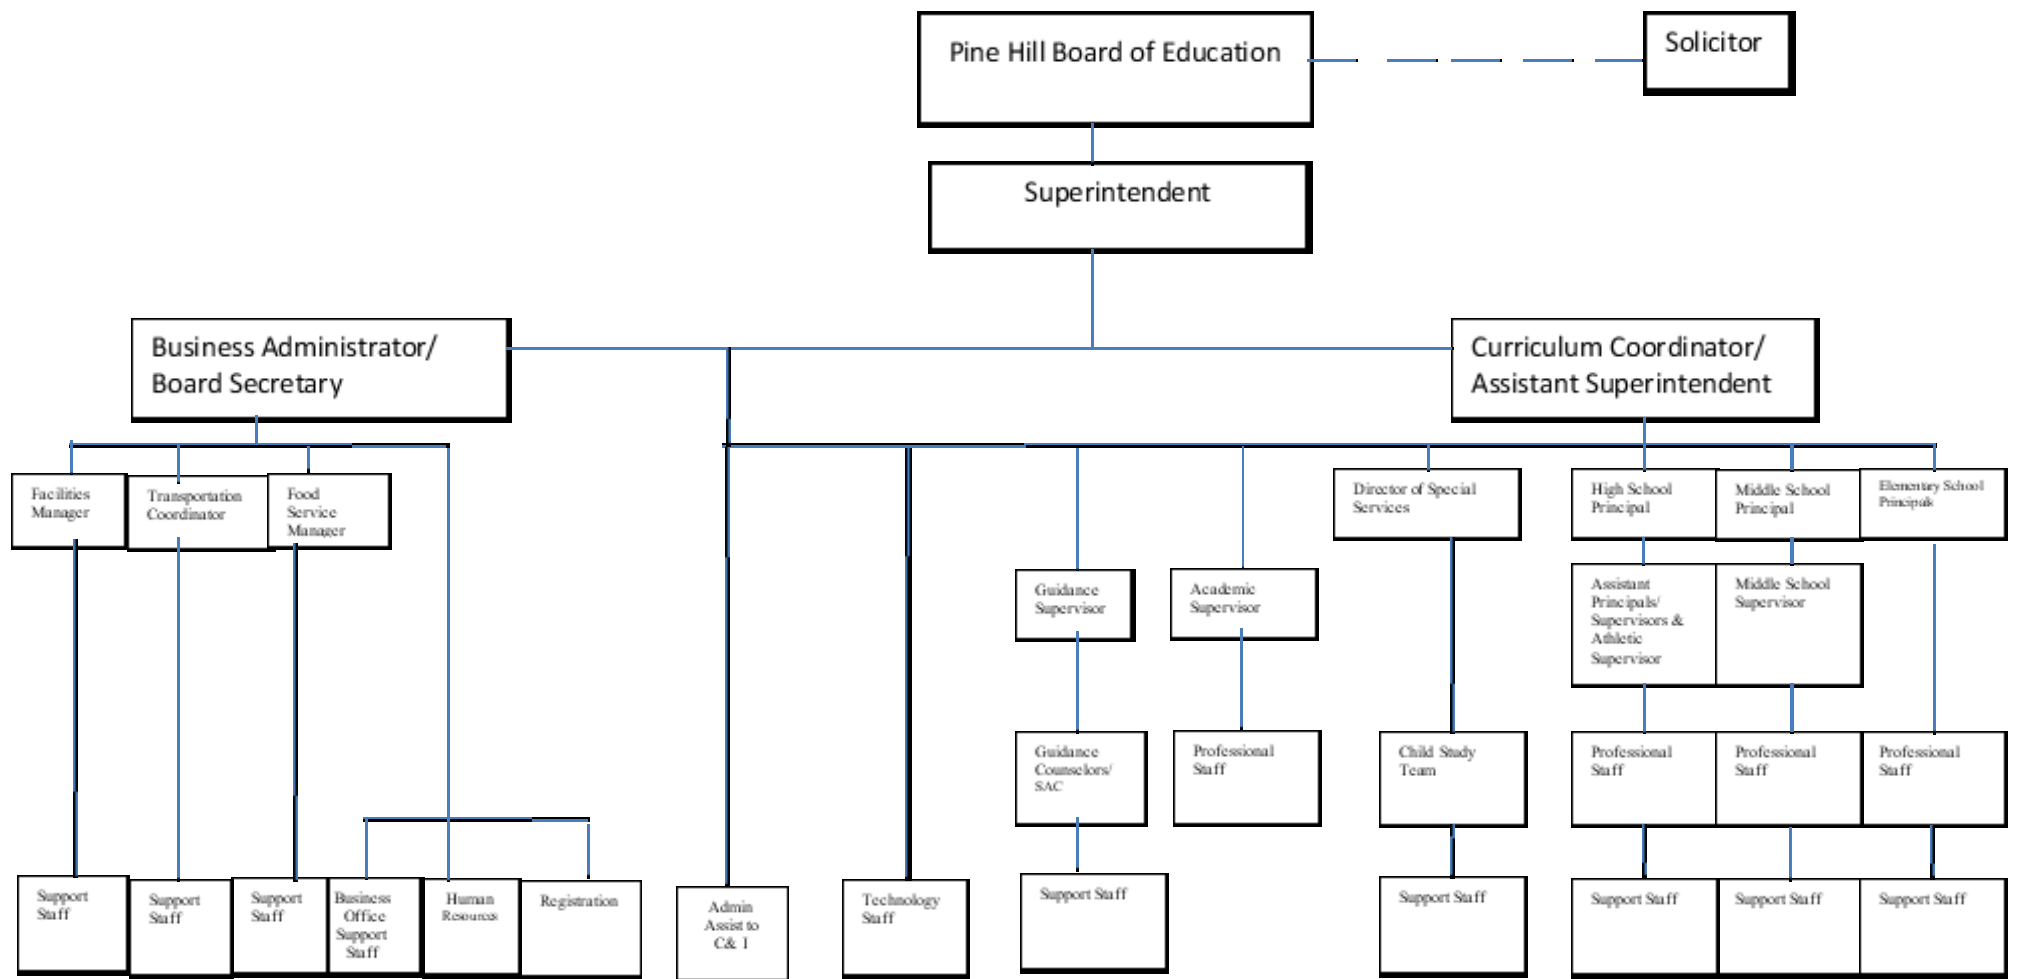 Pine Hill Board of Education
Solicitor
Superintendent
Business Administrator/
Board Secretary
Curriculum Coordinator/
Assistant Superintendent
Facilities
Manager
Transportation
Coordinator
Food
Service
Manager
Director of Special
Services
High School
Principal
Middle School
Principal
Elementary School
Principals
Guidance
Supervisor
Academic
Supervisor
Assistant
Principals/
Supervisors &
Athletic
Supervisor
Middle School
Supervisor
Guidance
Counselors/
SAC
Professional
Staff
Child Study
Team
Professional
Staff
Professional
Staff
Professional
Staff
Support
Staff
Support
Staff
Support
Staff
Business
Office
Support
Staff
Human
Resources
Registration
Admin
Assist to
C& I
Technology
Staff
Support Staff
Support Staff
Support Staff
Support Staff
Support Staff